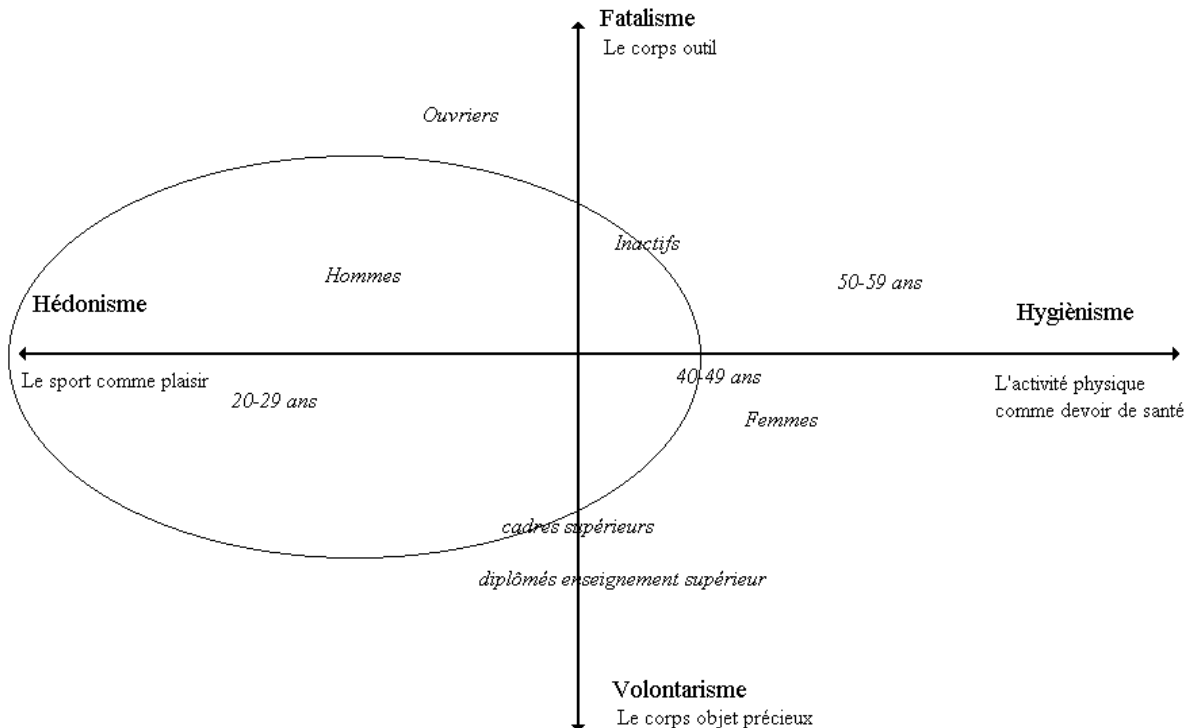 Fatalisme
Le corps outil
Ouvriers
Inactifs
Hommes
50-59 ans
Hédonisme
Hygiènisme
Le sport comme plaisir
40-49 ans
L'activité physique
comme devoir de santé
20-29 ans
Femmes
cadres supérieurs
diplômés enseignement supérieur
Volontarisme
Le corps objet précieux